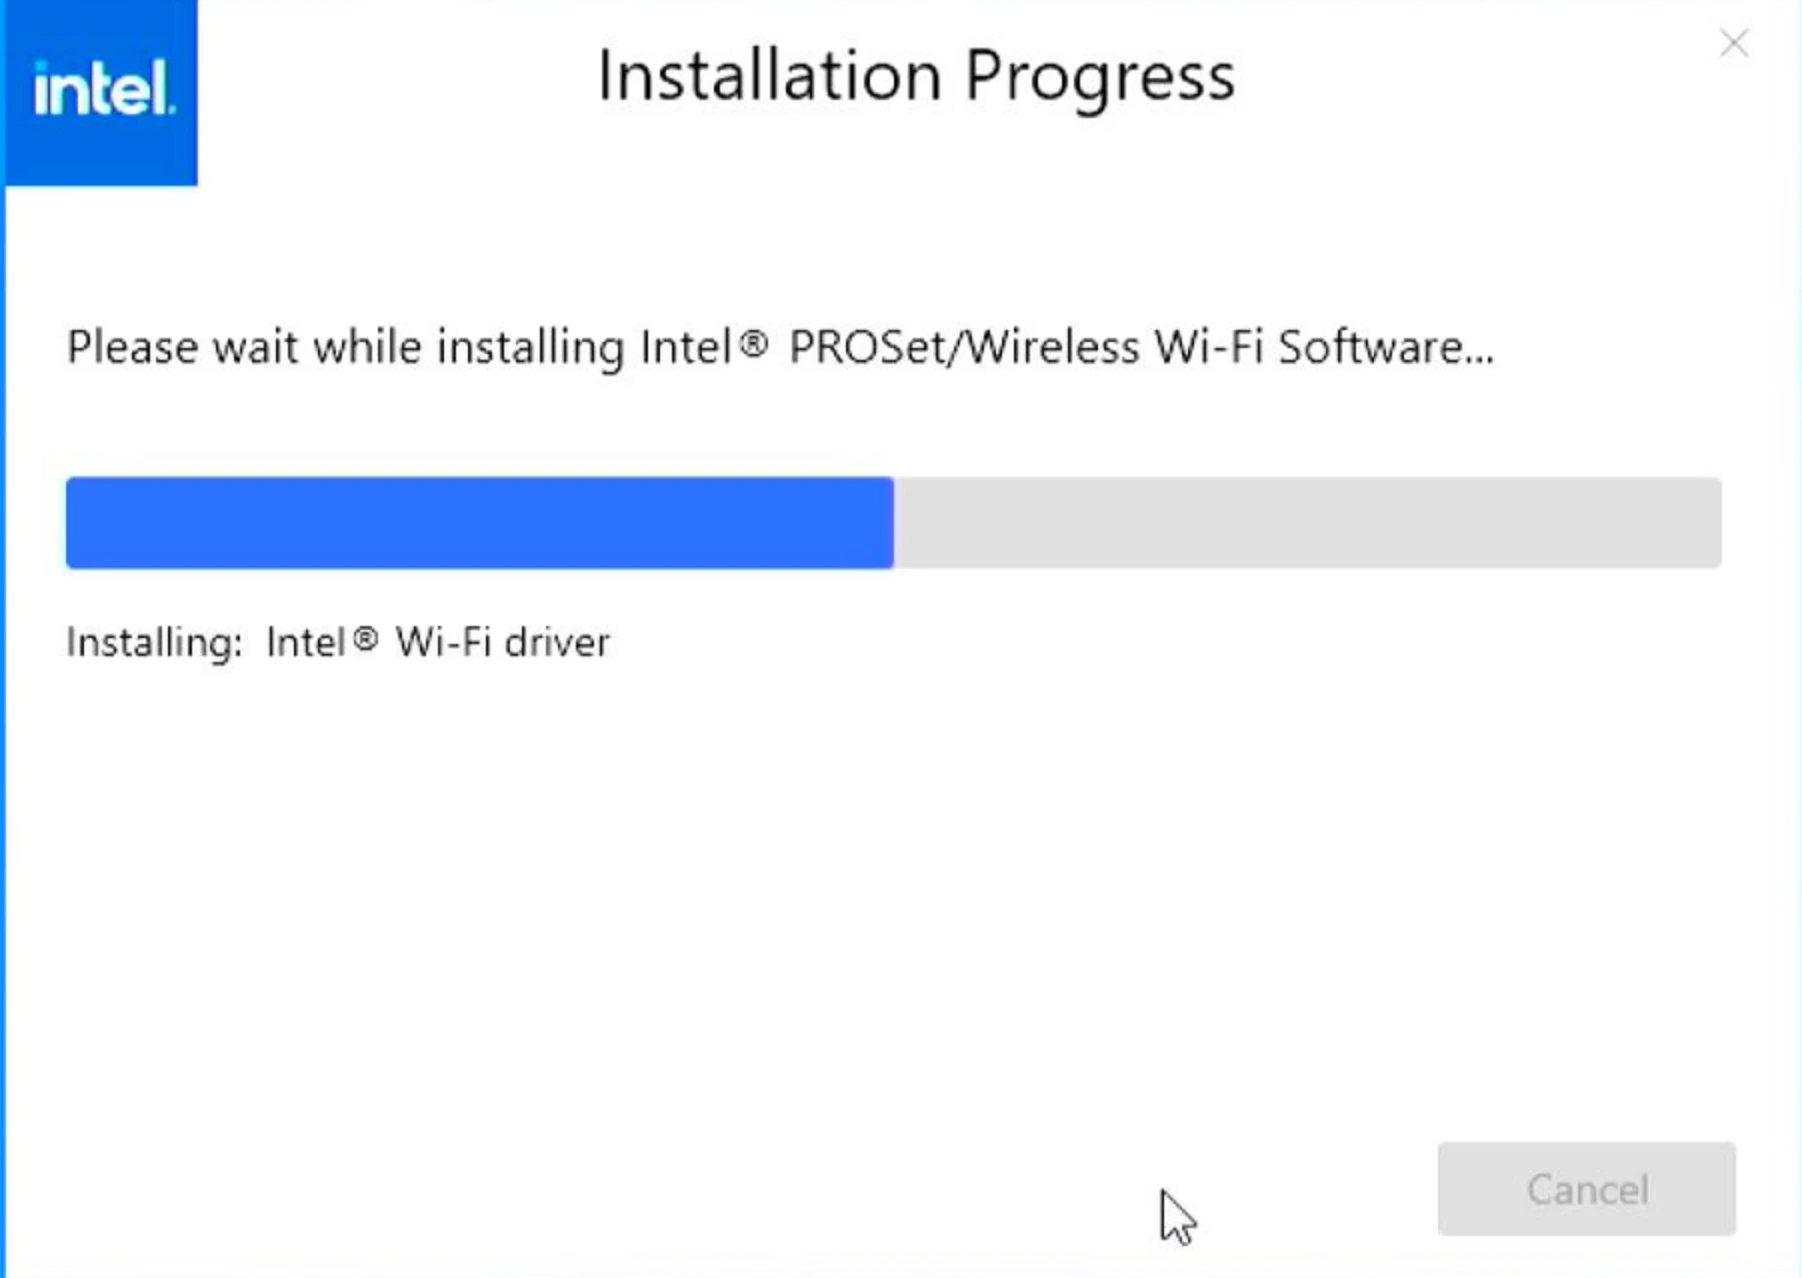 intel.
Installation Progress
Please wait while installing Intel® PROSet/Wireless Wi-Fi Software...
Installing: Intel® Wi-Fi driver
Cancel